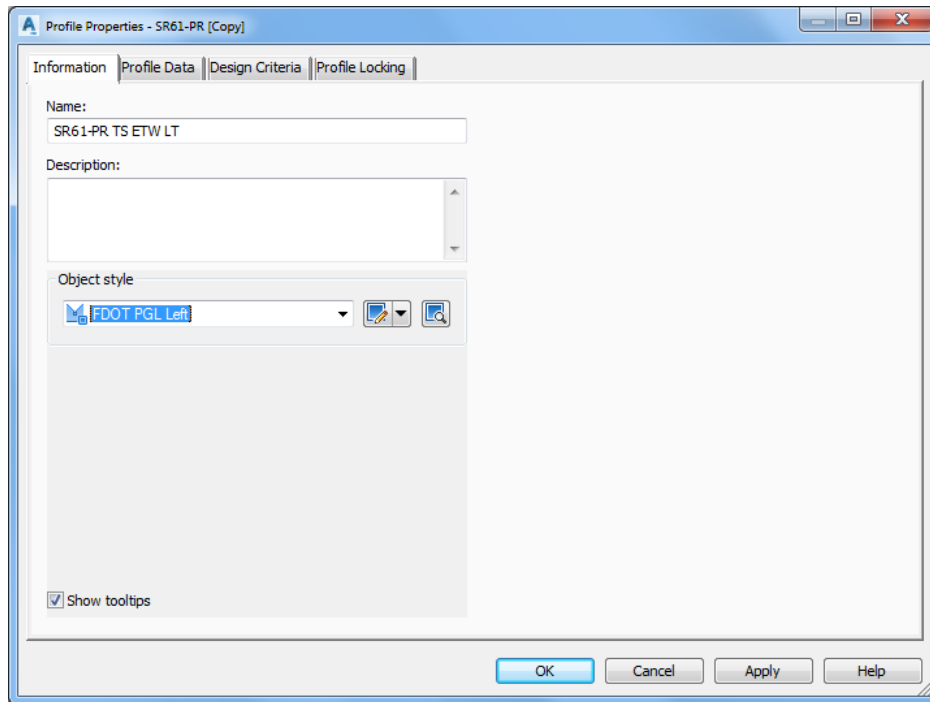 Profile Properties - SR61-PR [Copy]
Information Profile Data Design Criteria Profile Locking
Name:
SR61-PR TS ETW LT
Description:
Object style
FDOT PGL Left
Show tooltips
OK Cancel Apply Help